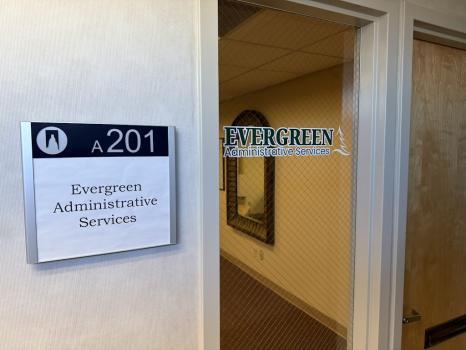 A 201
Evergreen
Administrative
Services
EVERGREEN
Administrative Services